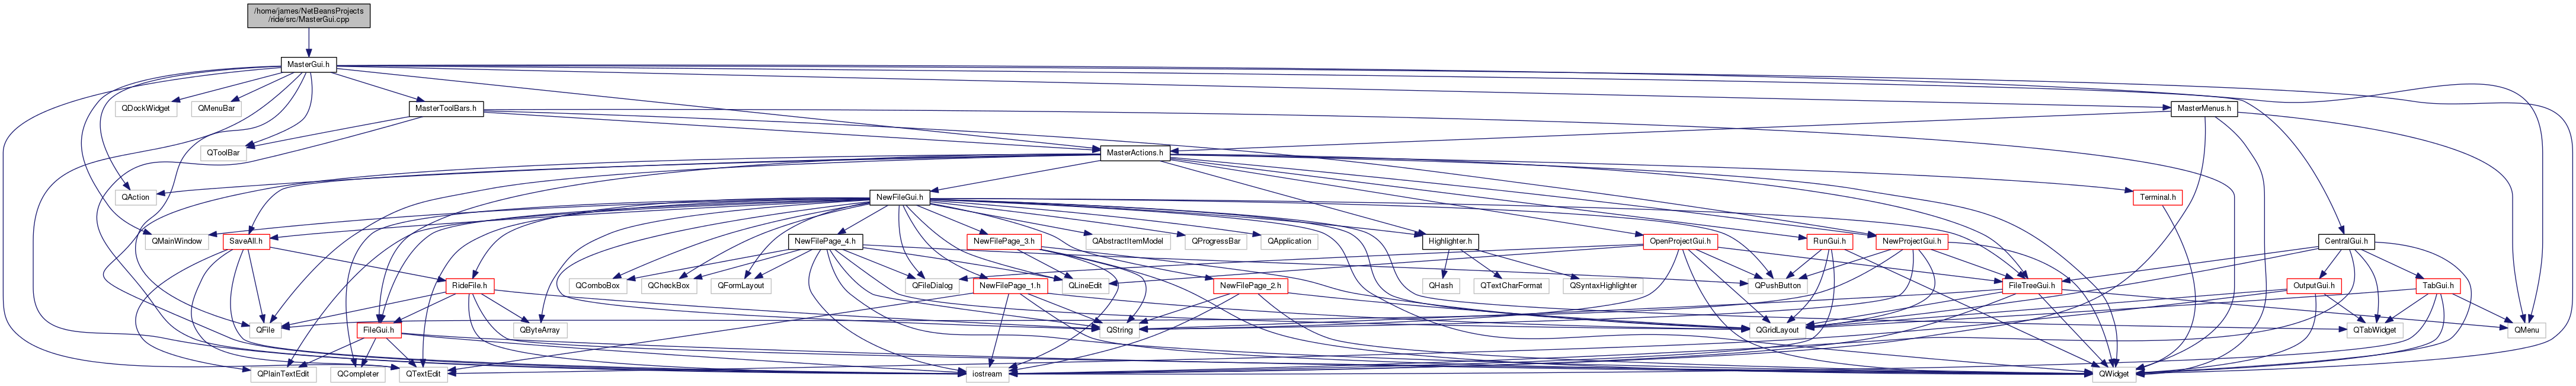 /home/james/NetBeansProjects
/ride/src/MasterGui.cpp
MasterGui.h
QDockWidget
QMenuBar
MasterToolBars.h
MasterMenus.h
QToolBar
MasterActions.h
QAction
NewFileGui.h
Terminal.h
QMainWindow
SaveAll.h
NewFilePage_4.h
NewFilePage_3.h
QAbstractItemModel
QProgressBar
QApplication
Highlighter.h
OpenProjectGui.h
RunGui.h
NewProjectGui.h
CentralGui.h
RideFile.h
QComboBox
QCheckBox
QFormLayout
QFileDialog
NewFilePage_1.h
QLineEdit
NewFilePage_2.h
QHash
QTextCharFormat
QSyntaxHighlighter
QPushButton
FileTreeGui.h
OutputGui.h
TabGui.h
QFile
FileGui.h
QByteArray
QString
QGridLayout
QTabWidget
QMenu
QPlainTextEdit
QCompleter
QTextEdit
iostream
QWidget